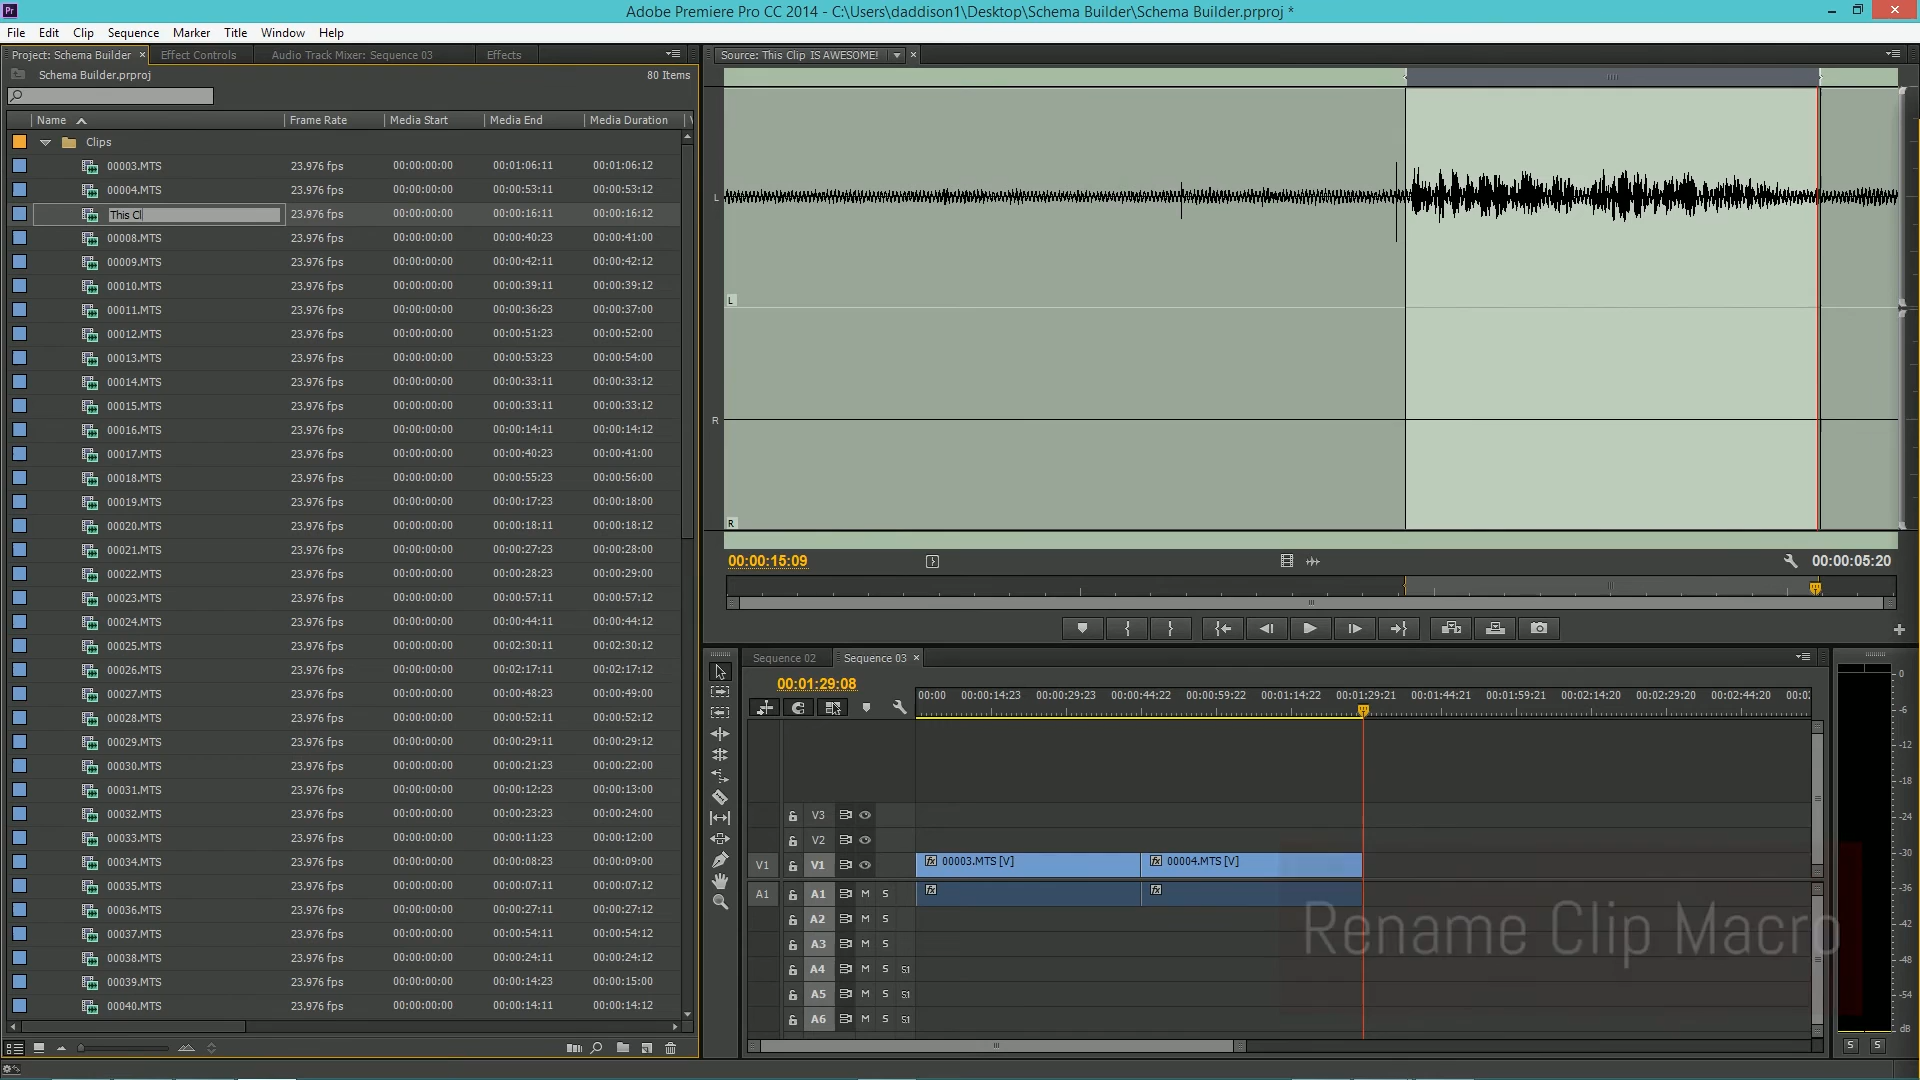 Pr
Adobe Premiere Pro CC 2014 - C:\Users\daddison1\Desktop\Schema Builder\Schema Builder.prproj *
File Edit Clip Sequence Marker Title Window Help
Project: Schema Builder × Effect Controls Audio Track Mixer: Sequence 03 Effects
Source: This Clip IS AWESOME! ×
Schema Builder.prproj 80 Items
Name Frame Rate Media Start Media End Media Duration
Clips
00003.MTS 23.976 fps 00:00:00:00 00:01:06:11 00:01:06:12
00004.MTS 23.976 fps 00:00:00:00 00:00:53:11 00:00:53:12
This Cl 23.976 fps 00:00:00:00 00:00:16:11 00:00:16:12
00008.MTS 23.976 fps 00:00:00:00 00:00:40:23 00:00:41:00
00009.MTS 23.976 fps 00:00:00:00 00:00:42:11 00:00:42:12
00010.MTS 23.976 fps 00:00:00:00 00:00:39:11 00:00:39:12
00011.MTS 23.976 fps 00:00:00:00 00:00:36:23 00:00:37:00
00012.MTS 23.976 fps 00:00:00:00 00:00:51:23 00:00:52:00
00013.MTS 23.976 fps 00:00:00:00 00:00:53:23 00:00:54:00
00014.MTS 23.976 fps 00:00:00:00 00:00:33:11 00:00:33:12
00015.MTS 23.976 fps 00:00:00:00 00:00:33:11 00:00:33:12
00016.MTS 23.976 fps 00:00:00:00 00:00:14:11 00:00:14:12
00017.MTS 23.976 fps 00:00:00:00 00:00:40:23 00:00:41:00
00018.MTS 23.976 fps 00:00:00:00 00:00:55:23 00:00:56:00
00019.MTS 23.976 fps 00:00:00:00 00:00:17:23 00:00:18:00
00020.MTS 23.976 fps 00:00:00:00 00:00:18:11 00:00:18:12
00021.MTS 23.976 fps 00:00:00:00 00:00:27:23 00:00:28:00
00022.MTS 23.976 fps 00:00:00:00 00:00:28:23 00:00:29:00
00023.MTS 23.976 fps 00:00:00:00 00:00:57:11 00:00:57:12
00024.MTS 23.976 fps 00:00:00:00 00:00:44:11 00:00:44:12
00025.MTS 23.976 fps 00:00:00:00 00:02:30:11 00:02:30:12
00026.MTS 23.976 fps 00:00:00:00 00:02:17:11 00:02:17:12
00027.MTS 23.976 fps 00:00:00:00 00:00:48:23 00:00:49:00
00028.MTS 23.976 fps 00:00:00:00 00:00:52:11 00:00:52:12
00029.MTS 23.976 fps 00:00:00:00 00:00:29:11 00:00:29:12
00030.MTS 23.976 fps 00:00:00:00 00:00:21:23 00:00:22:00
00031.MTS 23.976 fps 00:00:00:00 00:00:12:23 00:00:13:00
00032.MTS 23.976 fps 00:00:00:00 00:00:23:23 00:00:24:00
00033.MTS 23.976 fps 00:00:00:00 00:00:11:23 00:00:12:00
00034.MTS 23.976 fps 00:00:00:00 00:00:08:23 00:00:09:00
00035.MTS 23.976 fps 00:00:00:00 00:00:07:11 00:00:07:12
00036.MTS 23.976 fps 00:00:00:00 00:00:27:11 00:00:27:12
00037.MTS 23.976 fps 00:00:00:00 00:00:54:11 00:00:54:12
00038.MTS 23.976 fps 00:00:00:00 00:00:24:11 00:00:24:12
00039.MTS 23.976 fps 00:00:00:00 00:00:14:23 00:00:15:00
00040.MTS 23.976 fps 00:00:00:00 00:00:14:11 00:00:14:12
L
L
R
R
00:00:15:09 00:00:05:20
Sequence 02 Sequence 03 ×
00:01:29:08
00:00 00:00:14:23 00:00:29:23 00:00:44:22 00:00:59:22 00:01:14:22 00:01:29:21 00:01:44:21 00:01:59:21 00:02:14:20 00:02:29:20 00:02:44:20
V3
V2
V1 V1 fx 00003.MTS [V] fx 00004.MTS [V]
A1 A1 M S fx fx
A2 M S
A3 M S
A4 M S S1
A5 M S S1
A6 M S S1
Rename Clip Macro
0
-6
-12
-18
-24
-30
-36
-42
-48
-54
dB
S S